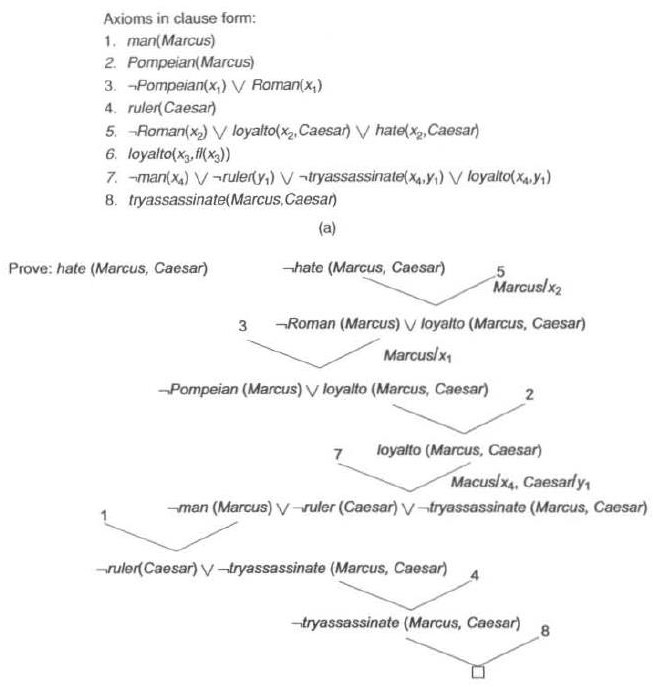 Axioms in clause form:
1. man(Marcus)
2. Pompeian(Marcus)
3. ¬Pompeian(x₁) ∨ Roman(x₁)
4. ruler(Caesar)
5. ¬Roman(x₂) ∨ loyalto(x₂,Caesar) ∨ hate(x₂,Caesar)
6. loyalto(x₃,fl(x₃))
7. ¬man(x₄) ∨ ¬ruler(y₁) ∨ ¬tryassassinate(x₄,y₁) ∨ loyalto(x₄,y₁)
8. tryassassinate(Marcus,Caesar)
(a)
Prove: hate (Marcus, Caesar) ¬hate (Marcus, Caesar) 5
Marcus/x₂
3 ¬Roman (Marcus) ∨ loyalto (Marcus, Caesar)
Marcus/x₁
¬Pompeian (Marcus) ∨ loyalto (Marcus, Caesar) 2
7 loyalto (Marcus, Caesar)
Macus/x₄, Caesar/y₁
1 ¬man (Marcus) ∨ ¬ruler (Caesar) ∨ ¬tryassassinate (Marcus, Caesar)
¬ruler(Caesar) ∨ ¬tryassassinate (Marcus, Caesar) 4
¬tryassassinate (Marcus, Caesar) 8
□